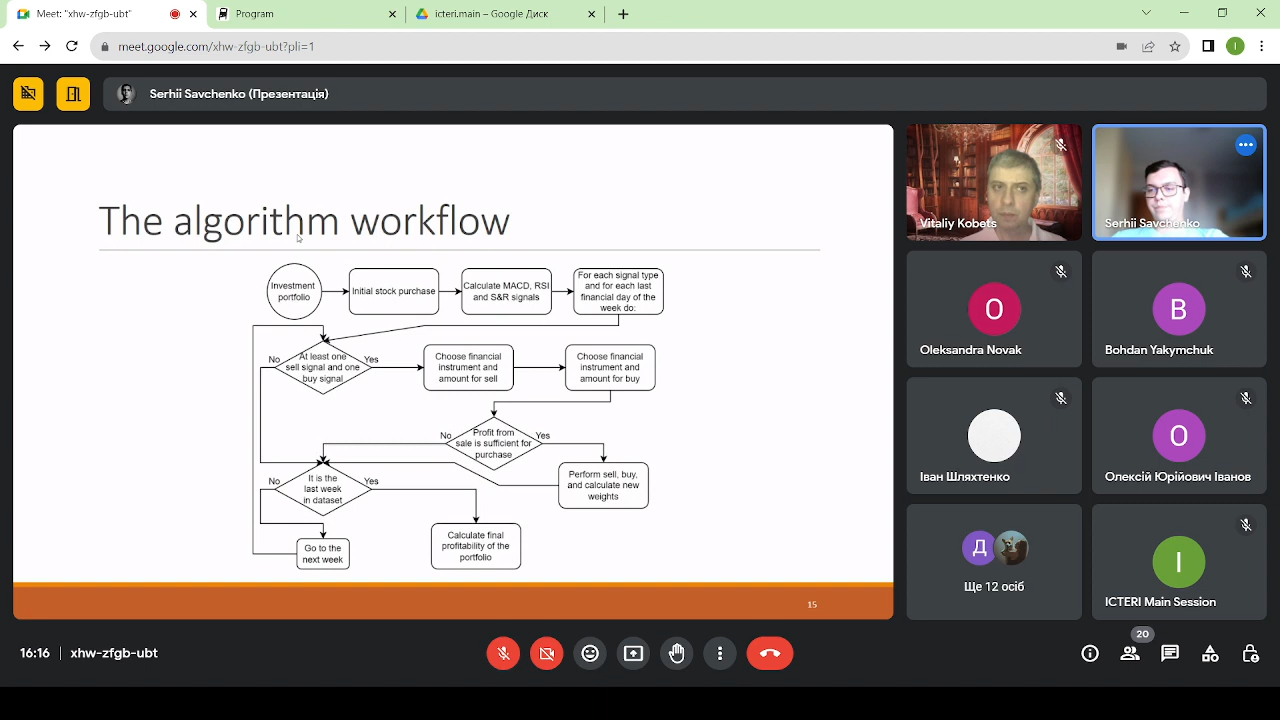 Meet: "xhw-zfgb-ubt"
Program
icteri.main – Google Диск
meet.google.com/xhw-zfgb-ubt?pli=1
I
Serhii Savchenko (Презентація)
The algorithm workflow
Investment
portfolio
Initial stock purchase
Calculate MACD, RSI
and S&R signals
For each signal type
and for each last
financial day of the
week do:
No
At least one
sell signal and one
buy signal
Yes
Choose financial
instrument and
amount for sell
Choose financial
instrument and
amount for buy
No
Profit from
sale is sufficient for
purchase
Yes
Perform sell, buy,
and calculate new
weights
No
It is the
last week
in dataset
Yes
Calculate final
profitability of the
portfolio
Go to the
next week
15
Vitaliy Kobets
Serhii Savchenko
O
Oleksandra Novak
B
Bohdan Yakymchuk
Іван Шляхтенко
О
Олексій Юрійович Іванов
Д
Ще 12 осіб
I
ICTERI Main Session
16:16 | xhw-zfgb-ubt
20